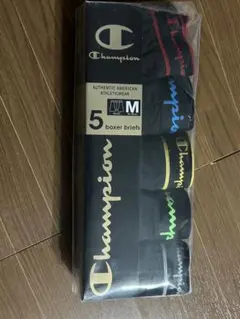 Champion
AUTHENTIC AMERICAN
ATHLETICWEAR
M
5 boxer briefs
Champion